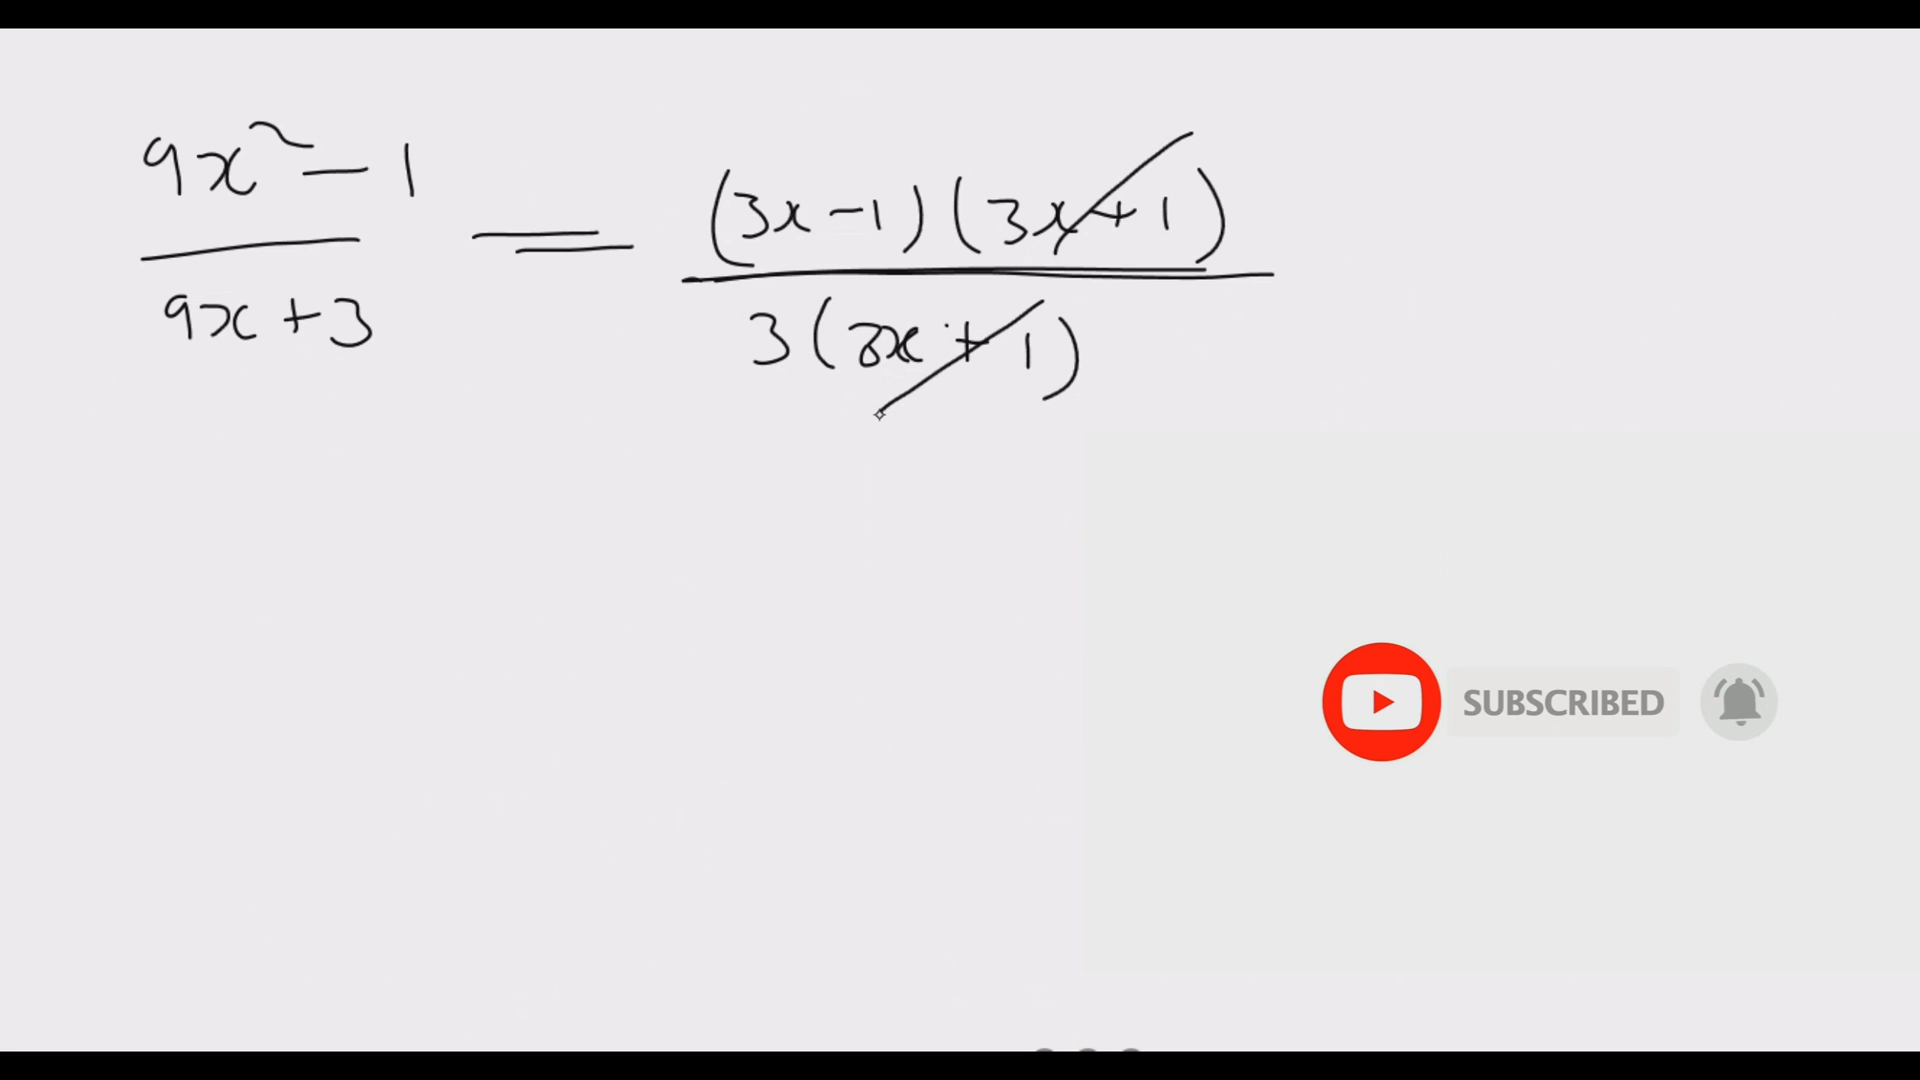 9x² - 1
9x + 3
=
(3x - 1)(3x + 1)
3(3x + 1)
SUBSCRIBED